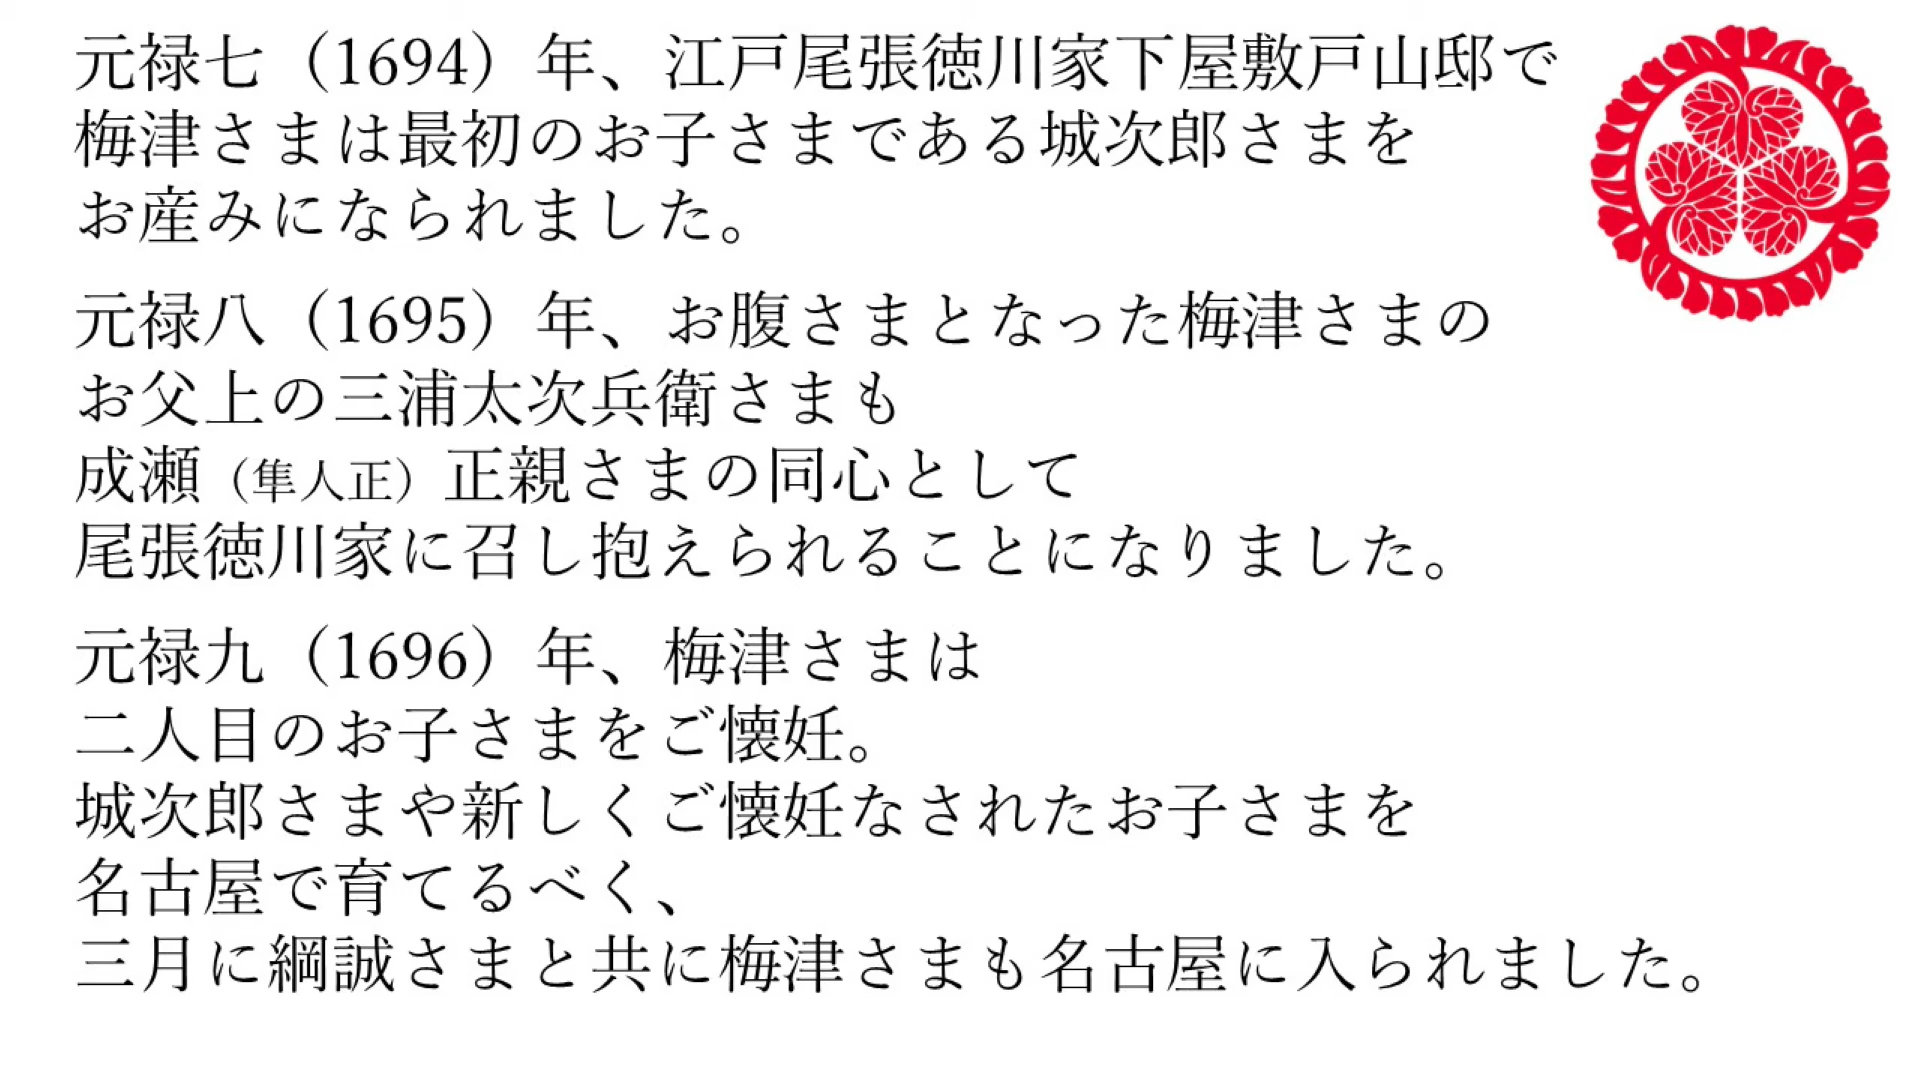 元禄七（1694）年、江戸尾張徳川家下屋敷戸山邸で
梅津さまは最初のお子さまである城次郎さまを
お産みになられました。
元禄八（1695）年、お腹さまとなった梅津さまの
お父上の三浦太次兵衛さまも
成瀬（隼人正）正親さまの同心として
尾張徳川家に召し抱えられることになりました。
元禄九（1696）年、梅津さまは
二人目のお子さまをご懐妊。
城次郎さまや新しくご懐妊なされたお子さまを
名古屋で育てるべく、
三月に綱誠さまと共に梅津さまも名古屋に入られました。